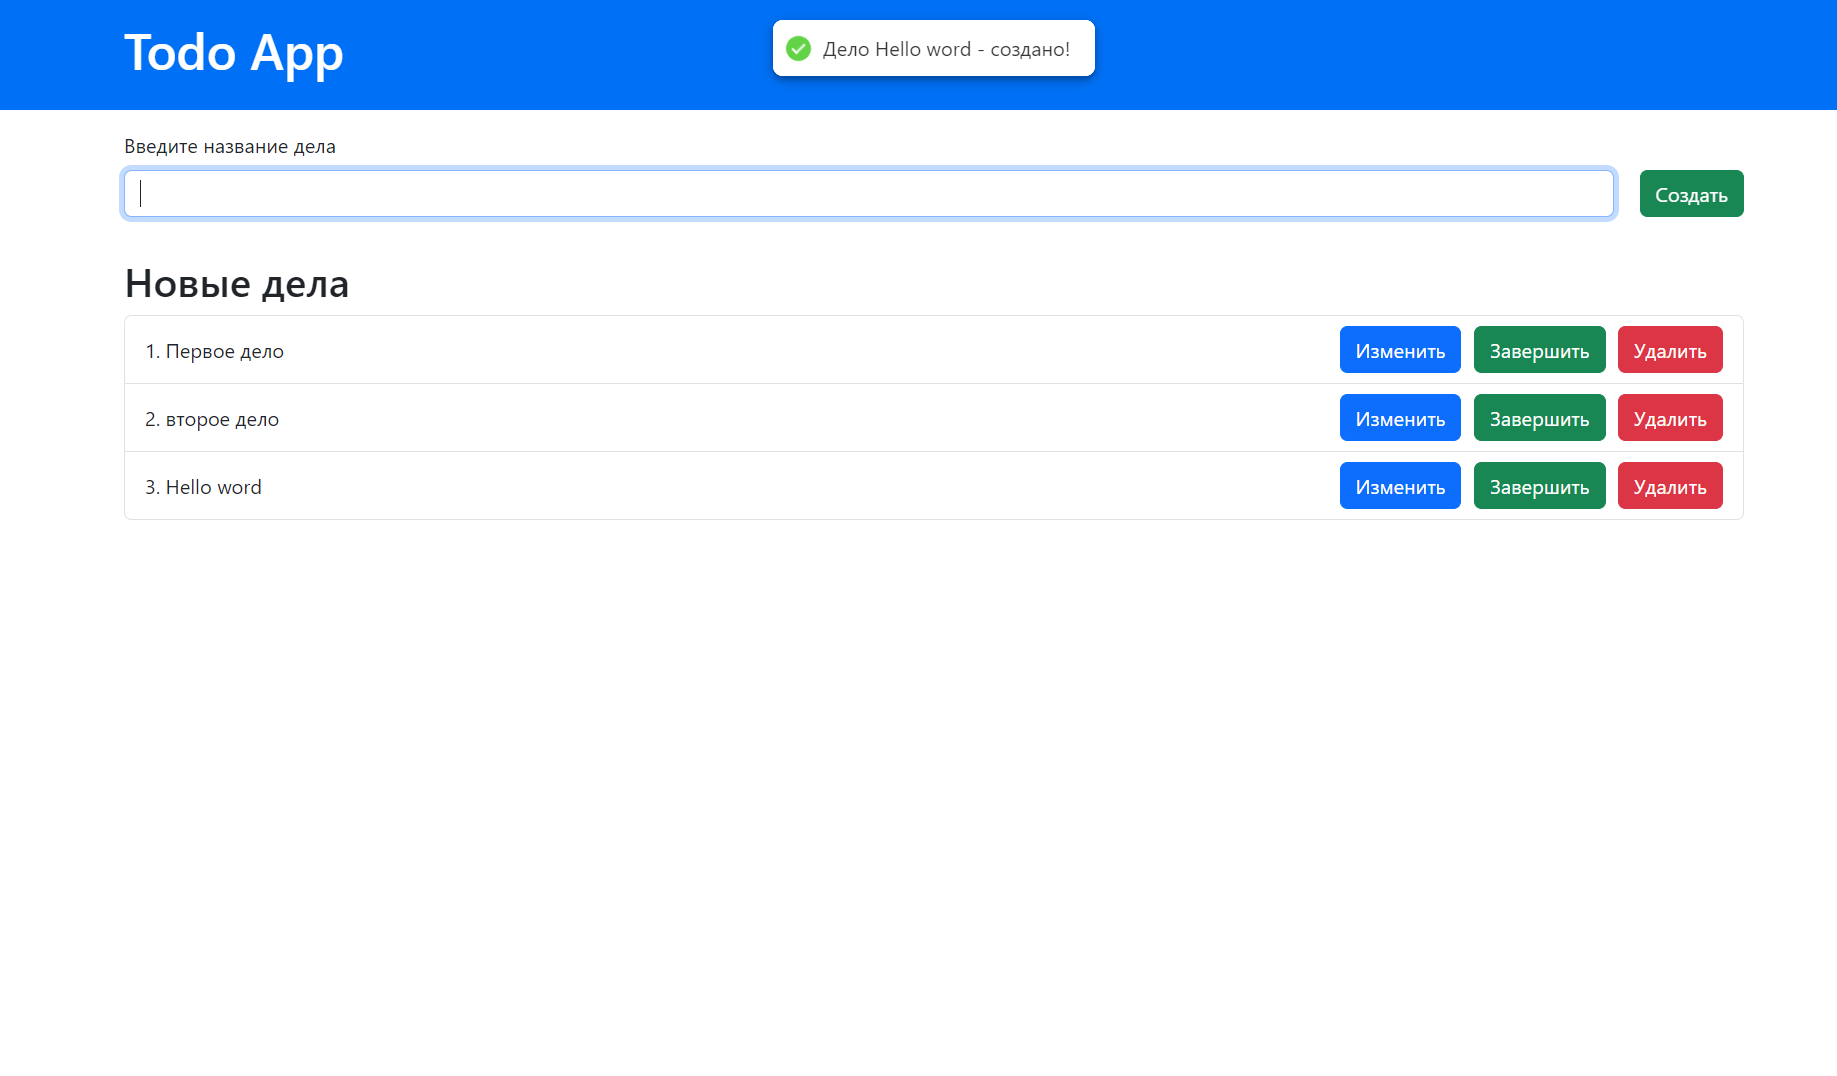 Todo App
Дело Hello word - создано!
Введите название дела
Создать
Новые дела
1. Первое дело Изменить Завершить Удалить
2. второе дело Изменить Завершить Удалить
3. Hello word Изменить Завершить Удалить